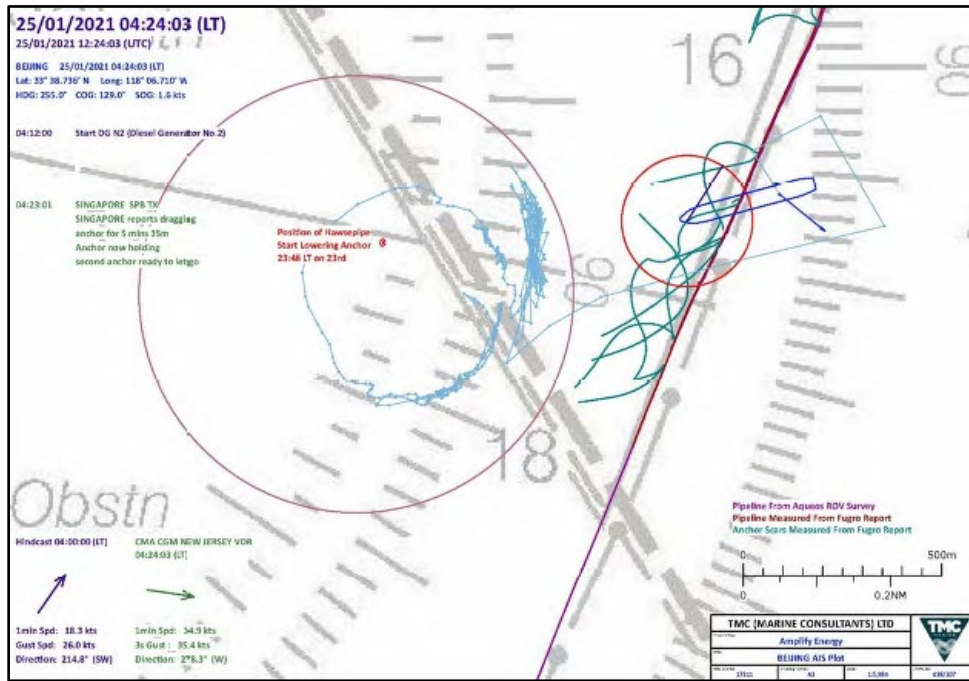 25/01/2021 04:24:03 (LT)
25/01/2021 12:24:03 (UTC)
BEIJING 25/01/2021 04:24:03 (LT)
Lat: 33° 38.736' N Long: 118° 06.710' W
HDG: 255.0° COG: 129.0° SOG: 1.6 kts
04:12:00 Start DG N2 (Diesel Generator No.2)
04:23:01 SINGAPORE SPB TX
SINGAPORE reports dragging
anchor for 5 mins 35m
Anchor now holding
second anchor ready to letgo
Position of Hawsepipe
Start Lowering Anchor
23:48 LT on 23rd
16
18
Obstn
Hindcast 04:00:00 (LT)
CMA CGM NEW JERSEY VDR
04:24:03 (LT)
1min Spd: 18.3 kts
Gust Spd: 26.0 kts
Direction: 214.8° (SW)
1min Spd: 34.9 kts
3s Gust : 35.4 kts
Direction: (W)
Pipeline From Aqueos ROV Survey
Pipeline Measured From Fugro Report
Anchor Scars Measured From Fugro Report
0 500m
0 0.2NM
TMC (MARINE CONSULTANTS) LTD
Amplify Energy
BEIJING AIS Plot
A3
TMC
MARINE